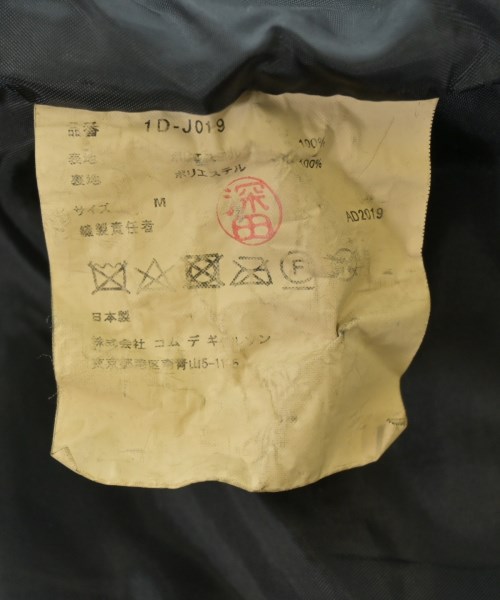 品番 1D-J019
表地 100%
裏地 ポリエステル 100%
サイズ M
縫製責任者 深田 AD2019
F
日本製
株式会社 コム デ ギャルソン
東京都港区南青山5-11-5